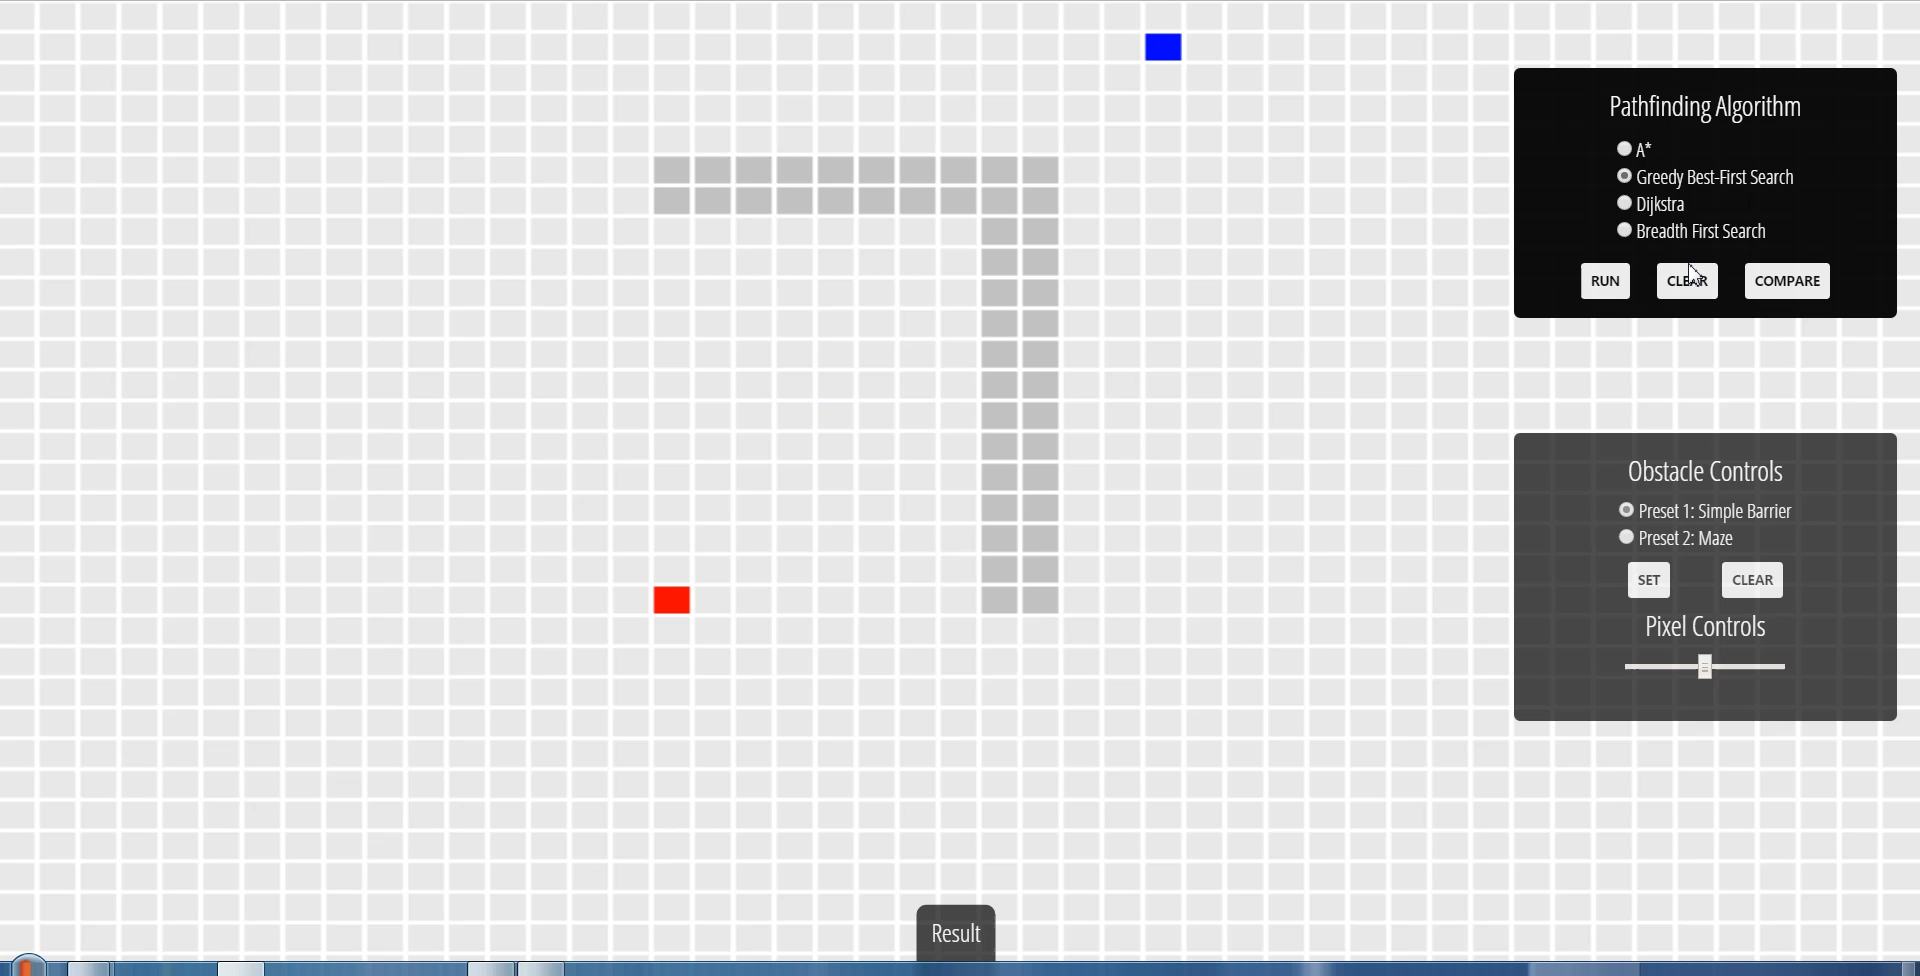 Pathfinding Algorithm
A*
Greedy Best-First Search
Dijkstra
Breadth First Search
RUN CLEAR COMPARE
Obstacle Controls
Preset 1: Simple Barrier
Preset 2: Maze
SET CLEAR
Pixel Controls
Result